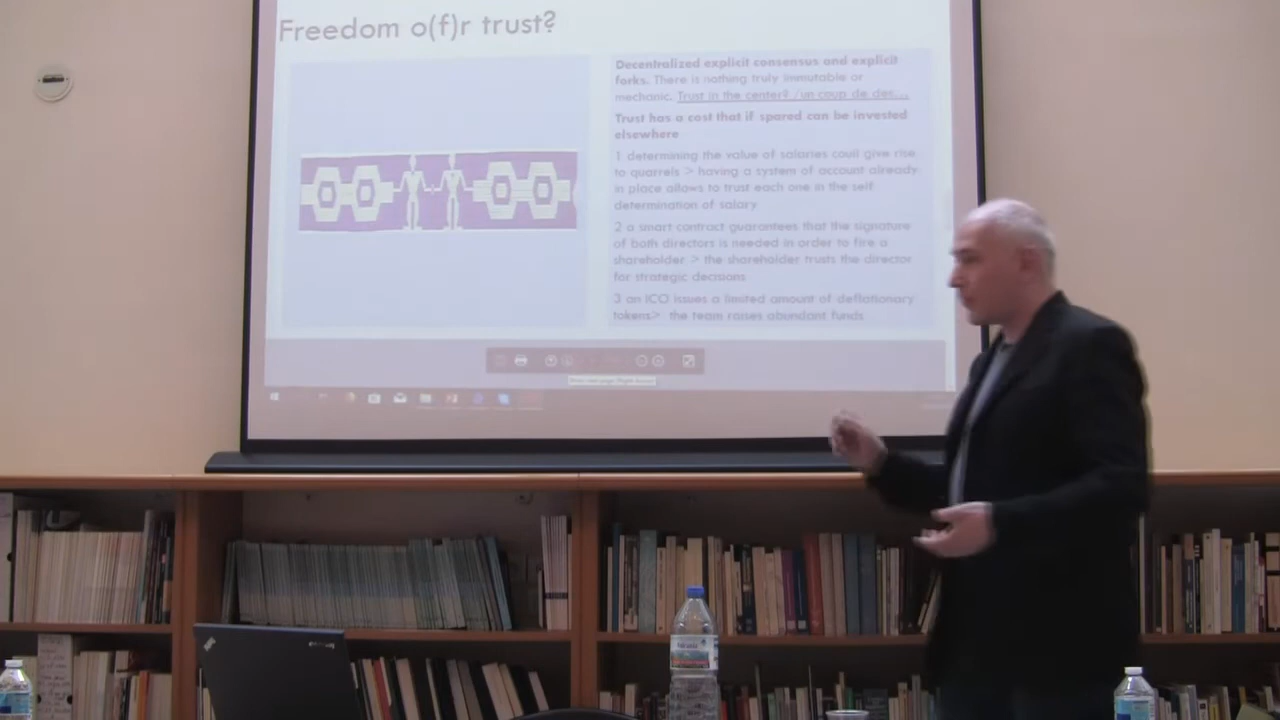 Freedom o(f)r trust?
Decentralized explicit consensus and explicit
forks. There is nothing truly immutable or
mechanic. Trust in the center? /un coup de des...
Trust has a cost that if spared can be invested
elsewhere
1 determining the value of salaries could give rise
to quarrels > having a system of account already
in place allows to trust each one in the self
determination of salary
2 a smart contract guarantees that the signature
of both directors is needed in order to fire a
shareholder > the shareholder trusts the director
for strategic decisions
3 an ICO issues a limited amount of deflationary
tokens> the team raises abundant funds